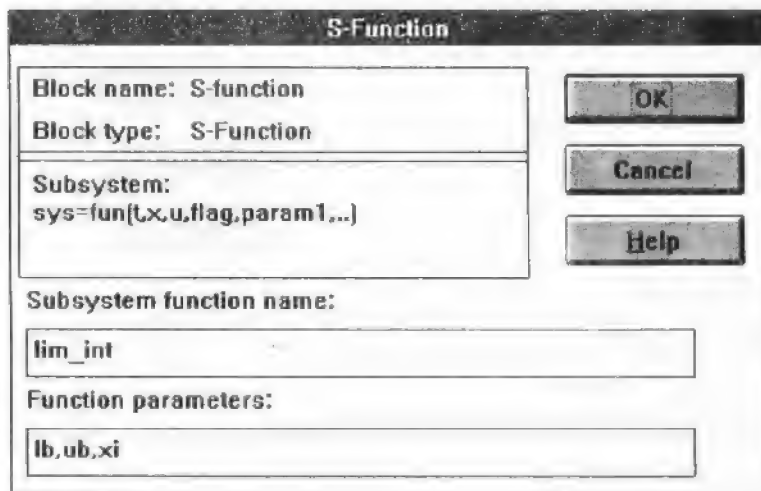 S-Function
Block name: S-function
Block type: S-Function
OK
Cancel
Help
Subsystem:
sys=fun(t,x,u,flag,param1,...)
Subsystem function name:
lim_int
Function parameters:
lb,ub,xi